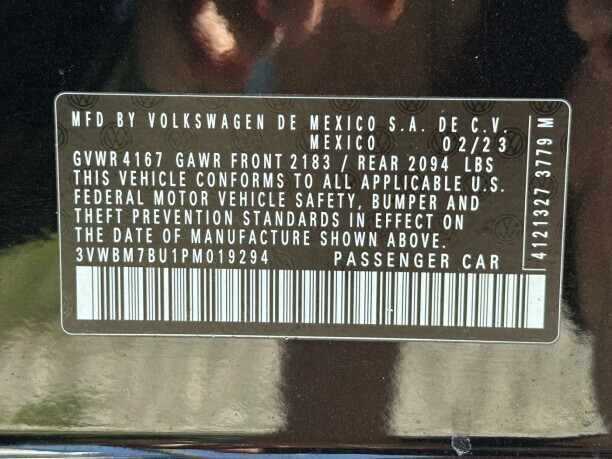 MFD BY VOLKSWAGEN DE MEXICO S.A. DE C.V.
MEXICO 02/23
GVWR 4167 GAWR FRONT 2183 / REAR 2094 LBS
THIS VEHICLE CONFORMS TO ALL APPLICABLE U.S.
FEDERAL MOTOR VEHICLE SAFETY, BUMPER AND
THEFT PREVENTION STANDARDS IN EFFECT ON
THE DATE OF MANUFACTURE SHOWN ABOVE.
3VWBM7BU1PM019294 PASSENGER CAR
4121327 3779 M